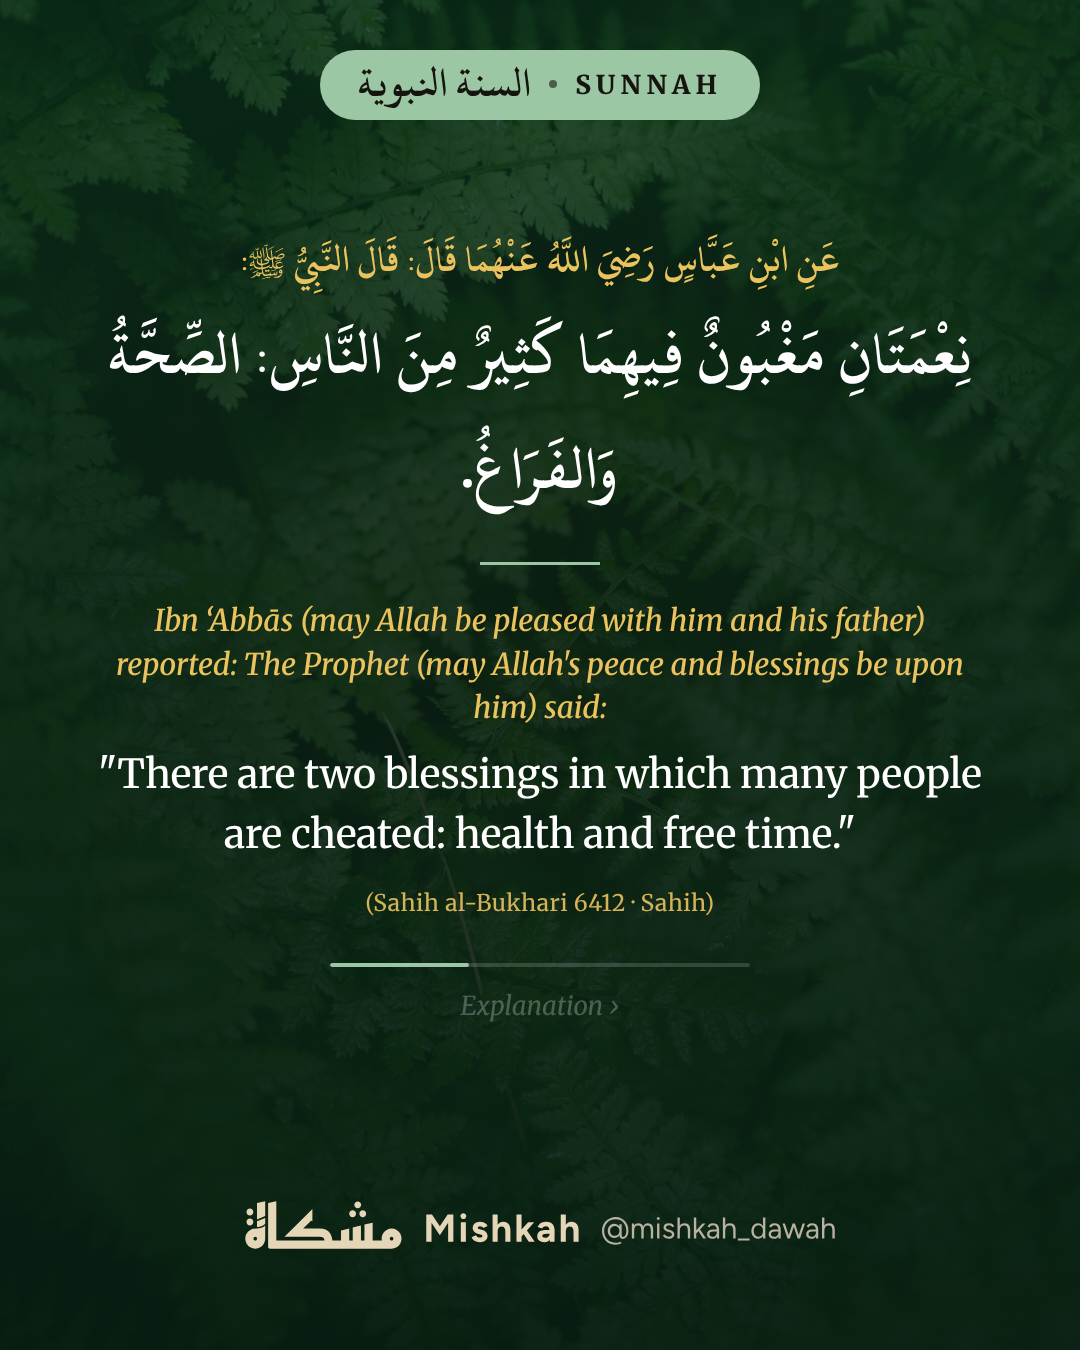 السنة النبوية • SUNNAH
عَنِ ابْنِ عَبَّاسٍ رَضِيَ اللَّهُ عَنْهُمَا قَالَ: قَالَ النَّبِيُّ ﷺ:
نِعْمَتَانِ مَغْبُونٌ فِيهِمَا كَثِيرٌ مِنَ النَّاسِ: الصِّحَّةُ
وَالفَرَاغُ.
Ibn ‘Abbās (may Allah be pleased with him and his father)
reported: The Prophet (may Allah's peace and blessings be upon
him) said:
"There are two blessings in which many people
are cheated: health and free time."
(Sahih al-Bukhari 6412 · Sahih)
Explanation ›
مشكاة Mishkah @mishkah_dawah